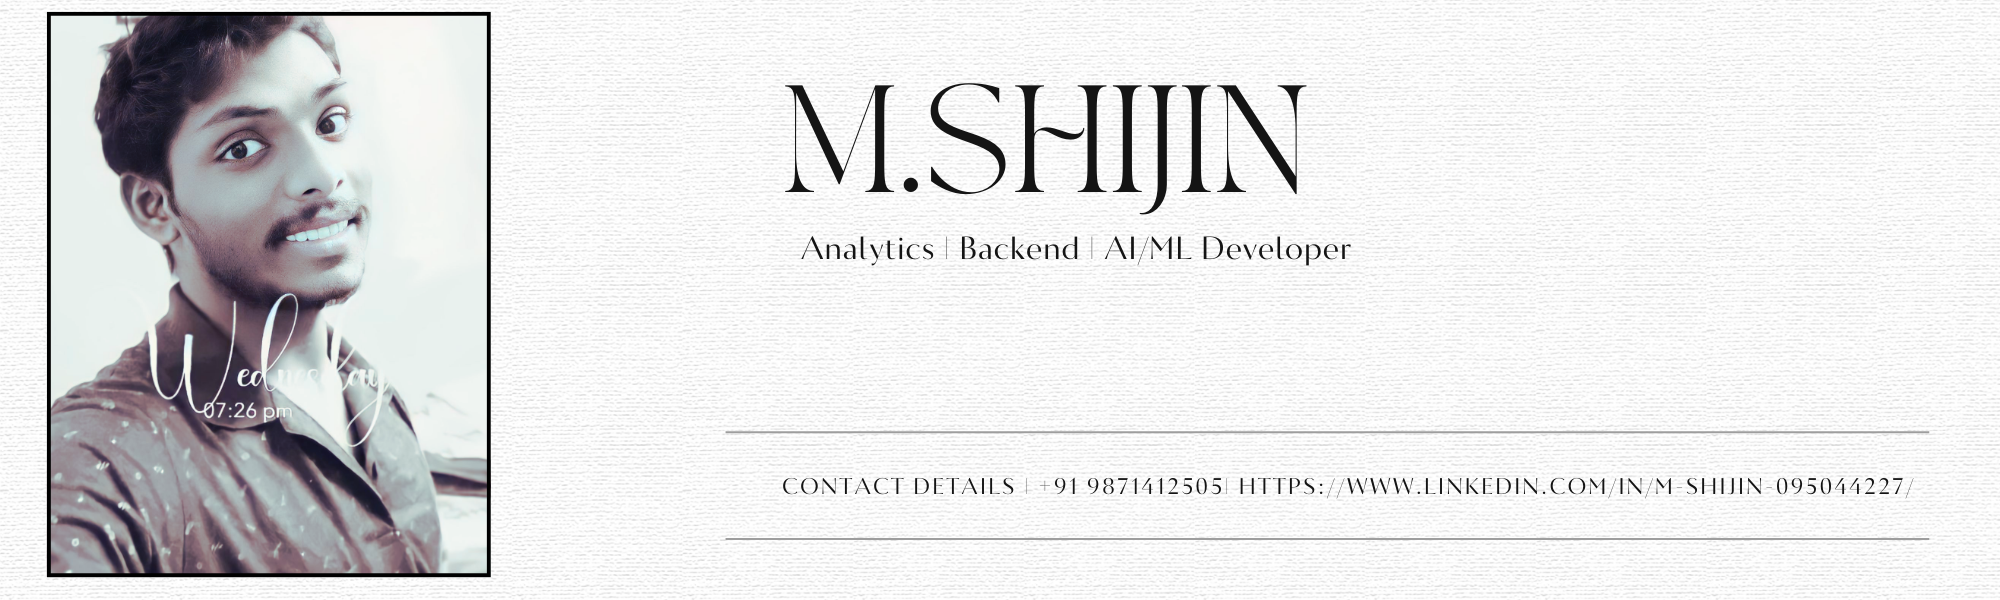 M.SHIJIN
Analytics | Backend | AI/ML Developer
Wednesday
07:26 pm
CONTACT DETAILS | +91 9871412505| HTTPS://WWW.LINKEDIN.COM/IN/M-SHIJIN-095044227/